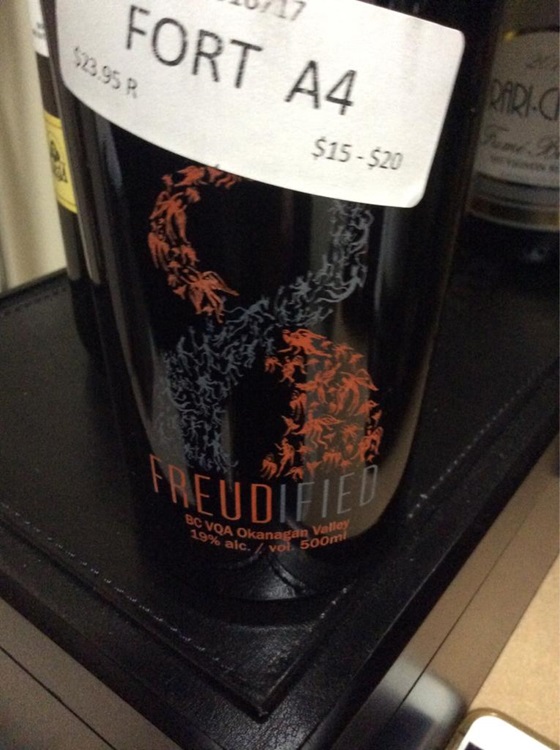 FORT A4
$23.95 R
$15 - $20
FREUDIFIED
BC VQA Okanagan Valley
19% alc. / vol. 500ml